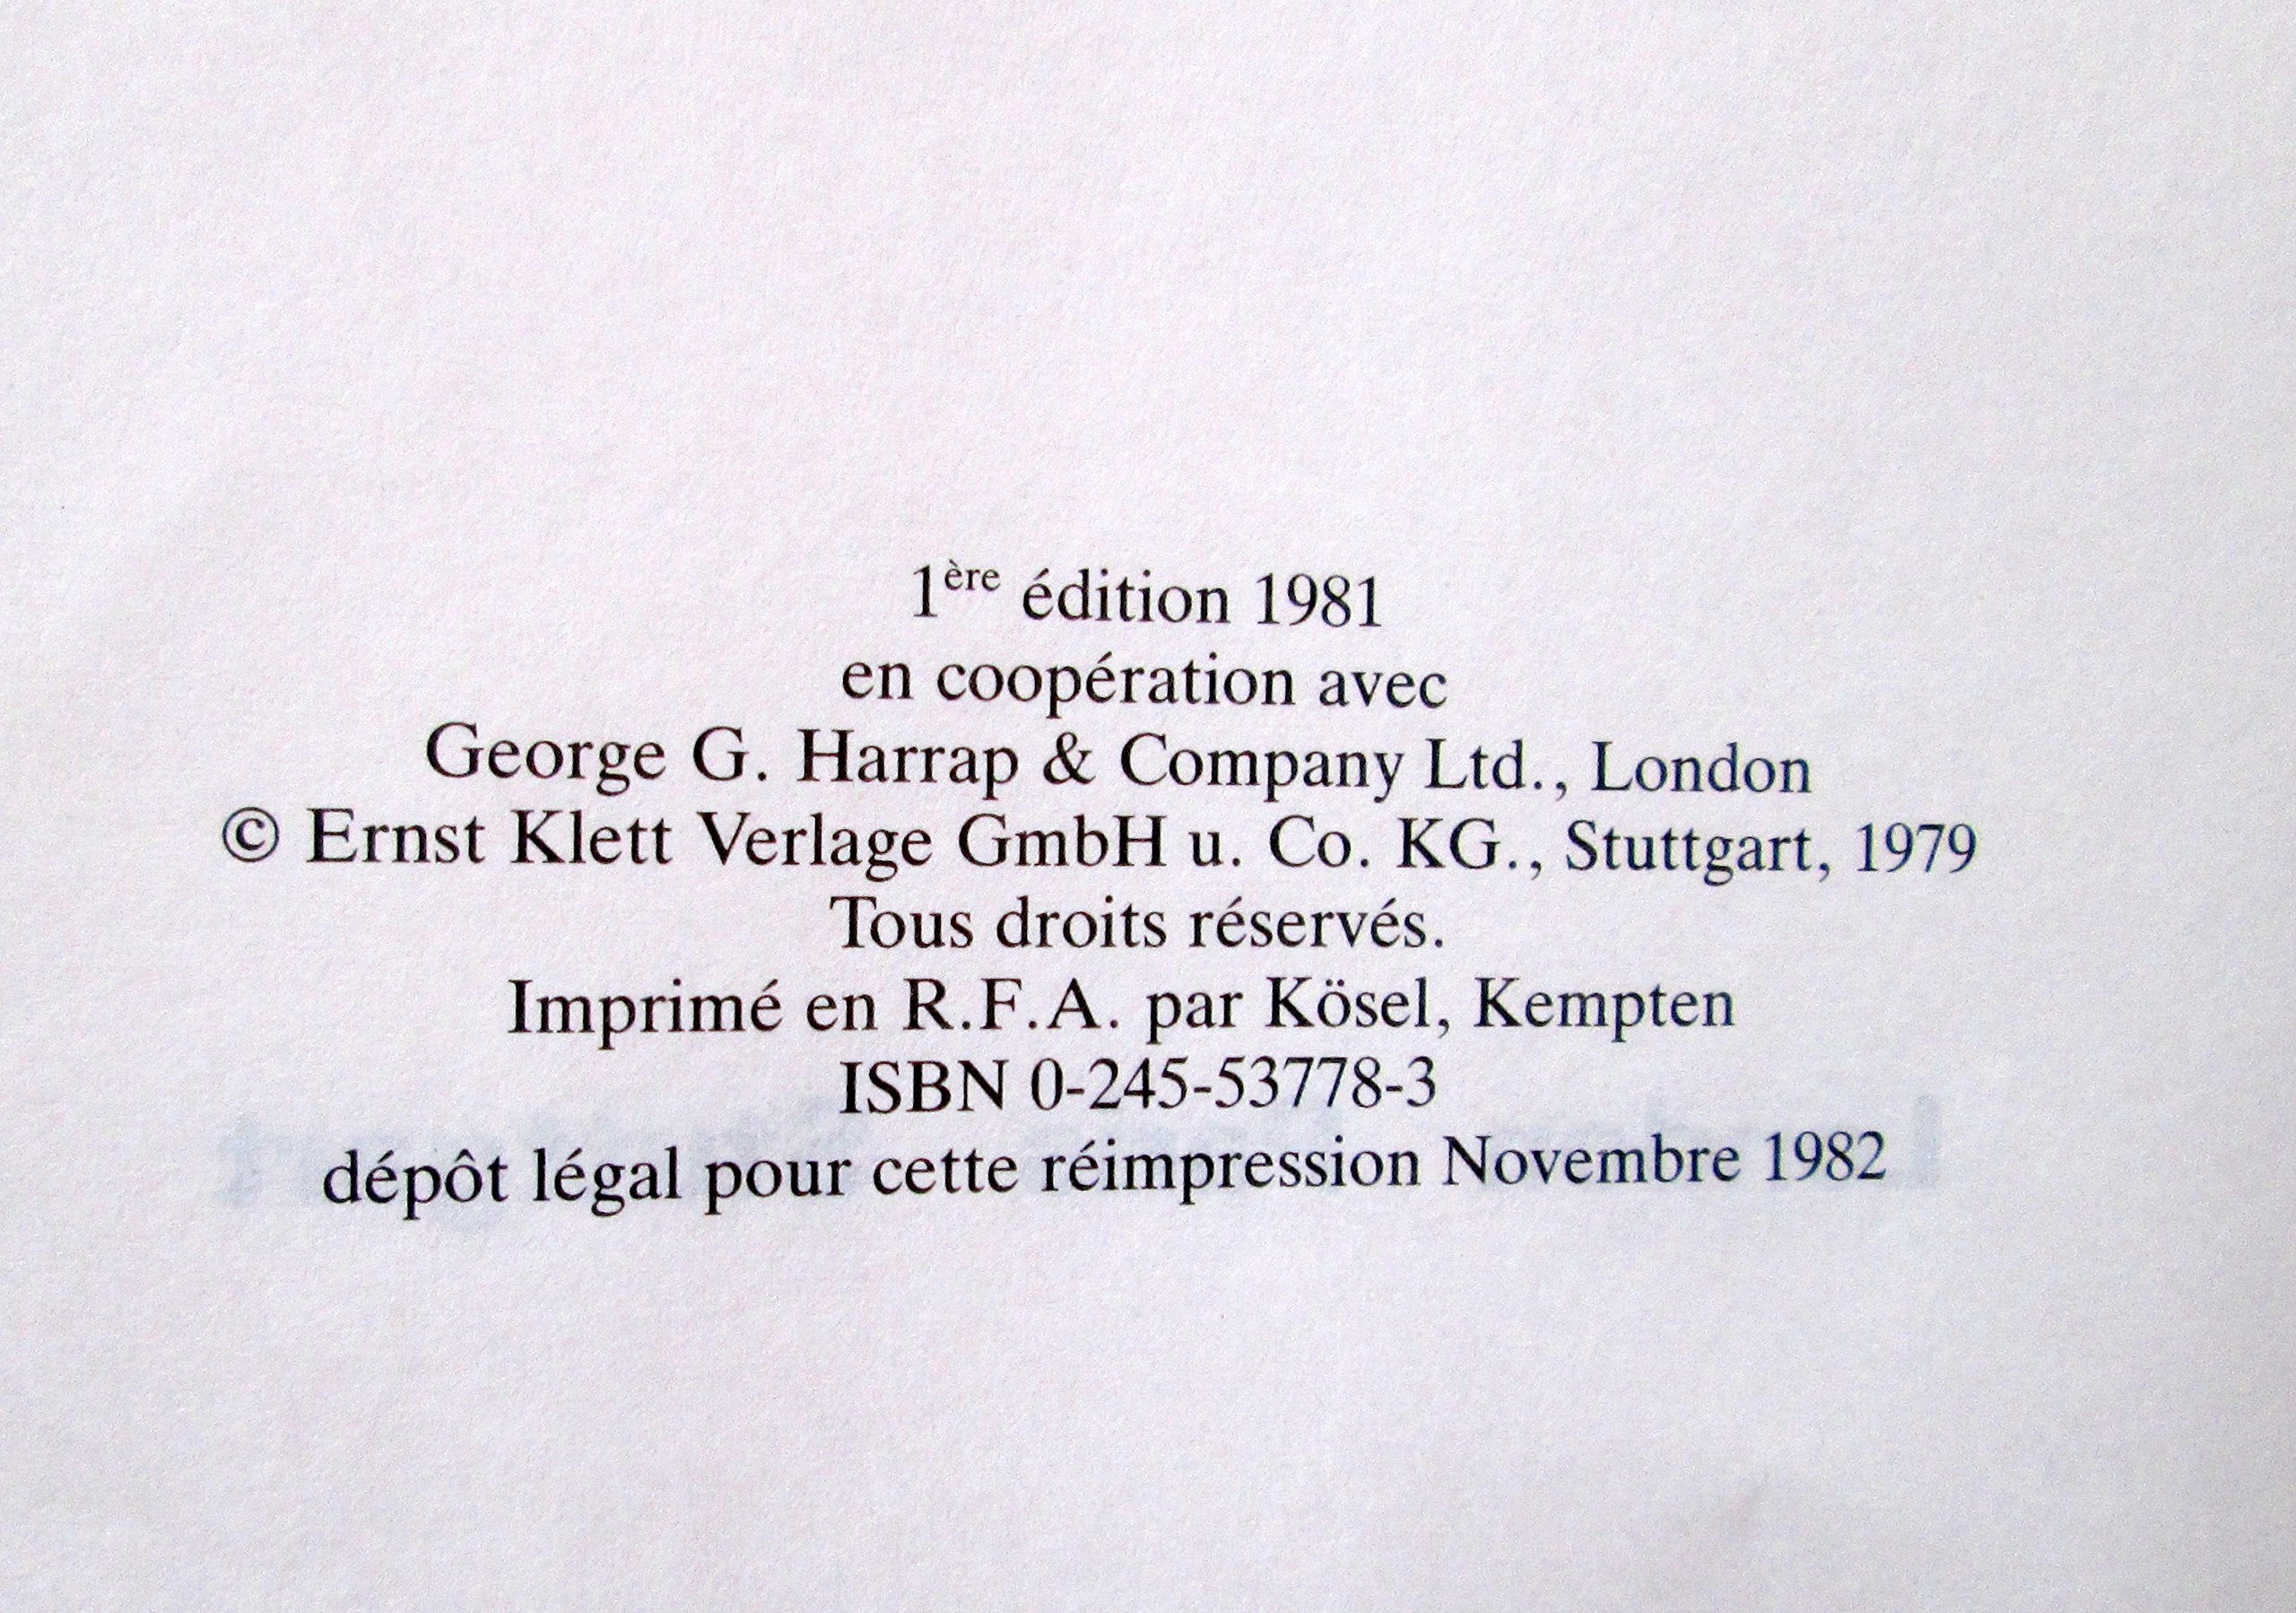 1ère édition 1981
en coopération avec
George G. Harrap & Company Ltd., London
© Ernst Klett Verlage GmbH u. Co. KG., Stuttgart, 1979
Tous droits réservés.
Imprimé en R.F.A. par Kösel, Kempten
ISBN 0-245-53778-3
dépôt légal pour cette réimpression Novembre 1982